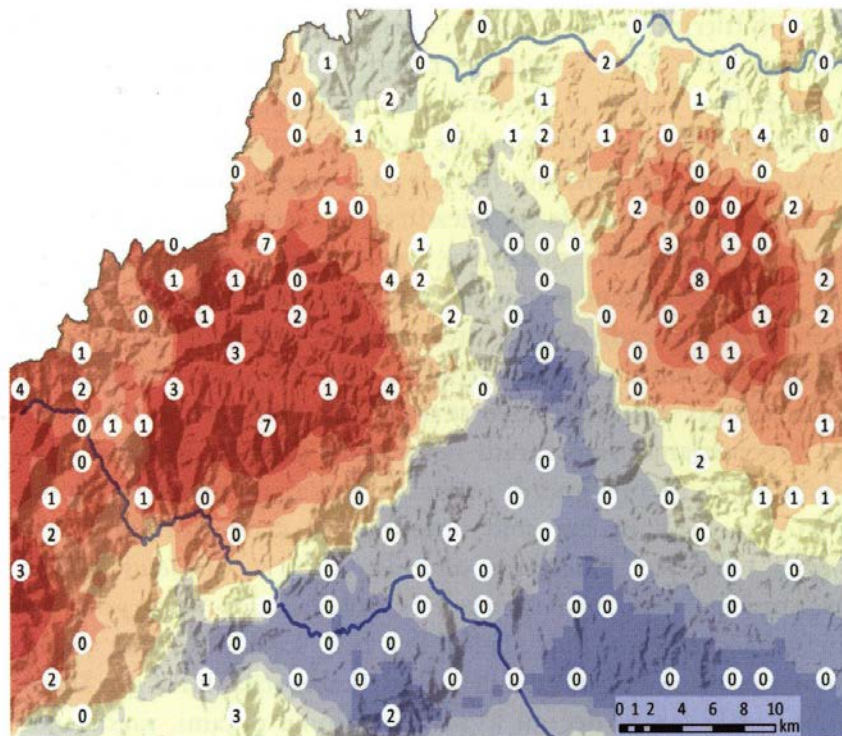 0 0 0
1 0 2 0 0
0 2 1 1
0 1 0 1 2 1 0 4 0
0 0 0 0 0
1 0 0 2 0 0 2
0 7 1 0 0 0 3 1 0
1 1 0 4 2 0 8 2
0 1 2 2 0 0 0 1 2
1 3 0 0 1 1
4 2 3 1 4 0 0 0
0 1 1 7 1 1
0 0 2
1 1 0 0 0 0 0 1 1 1
2 0 0 2 0 0
3 0 0 0 0 0 0
0 0 0 0 0 0 0
0 0 0
2 1 0 0 0 0 0 0 0 0 0
0 3 2
0 1 2 4 6 8 10
km